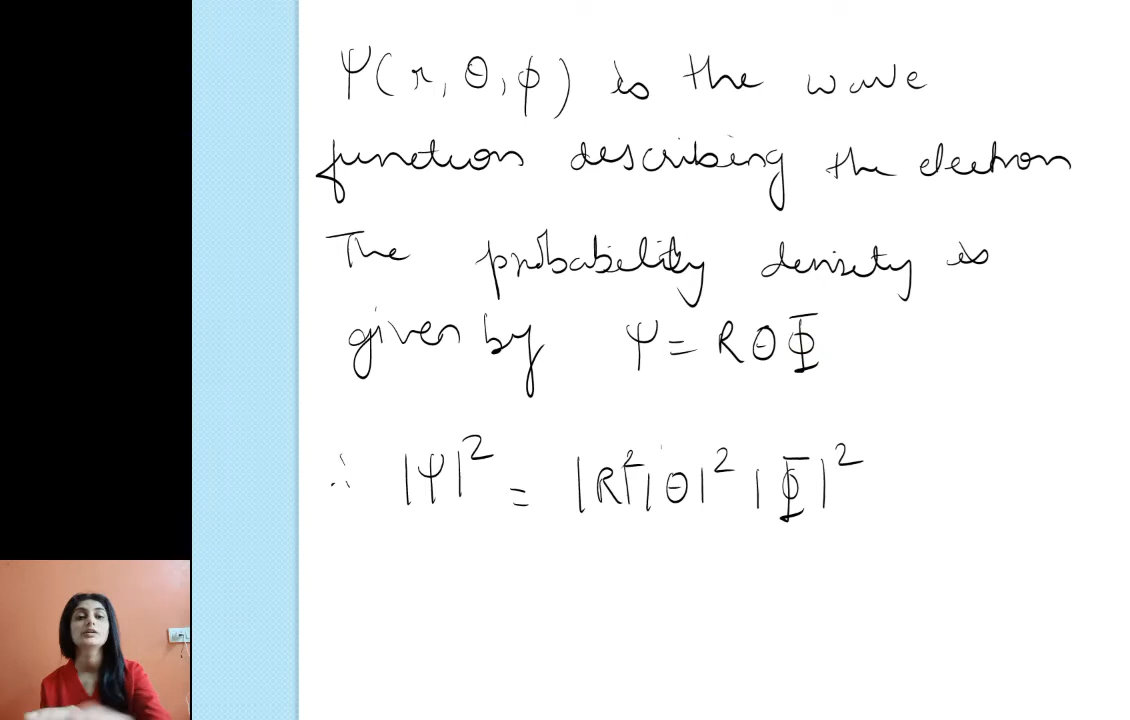 Ψ(r, θ, ϕ) is the wave
function describing the electron
The probability density is
given by Ψ = RΘΦ
∴ |Ψ|² = |R|²|Θ|² |Φ|²